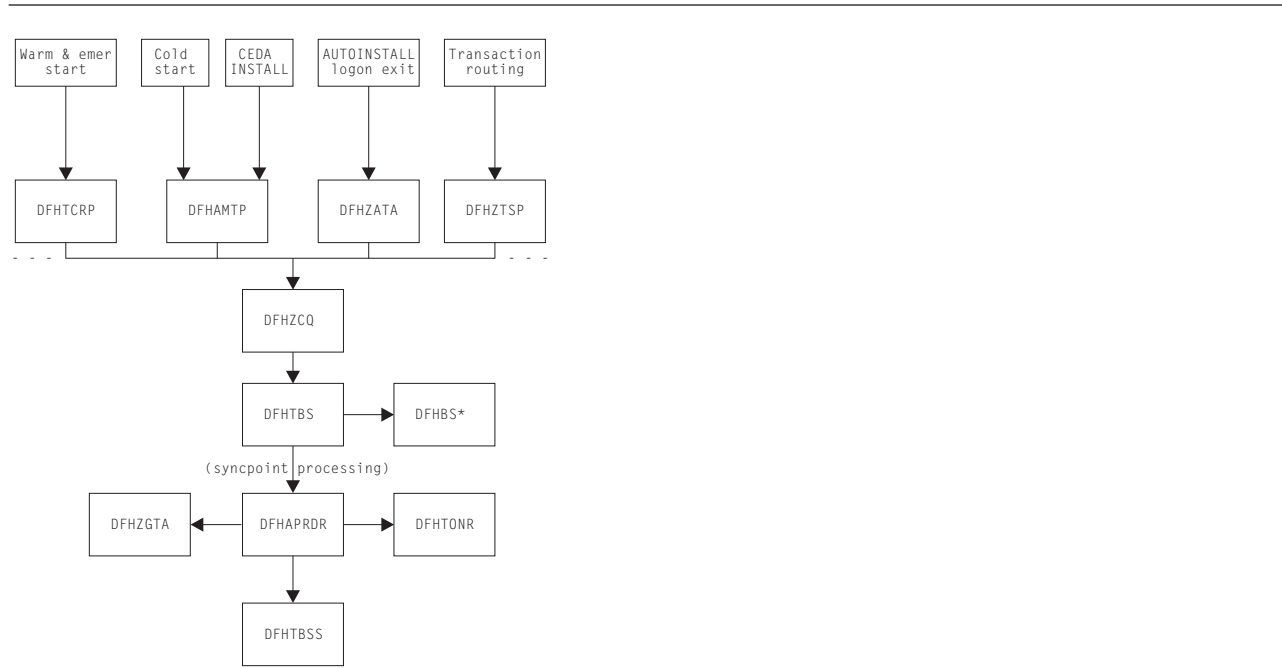 Warm & emer
start
Cold
start
CEDA
INSTALL
AUTOINSTALL
logon exit
Transaction
routing
DFHTCRP
DFHAMTP
DFHZATA
DFHZTSP
- - -
- - -
DFHZCQ
DFHTBS
DFHBS*
(syncpoint processing)
DFHZGTA
DFHAPRDR
DFHTONR
DFHTBSS